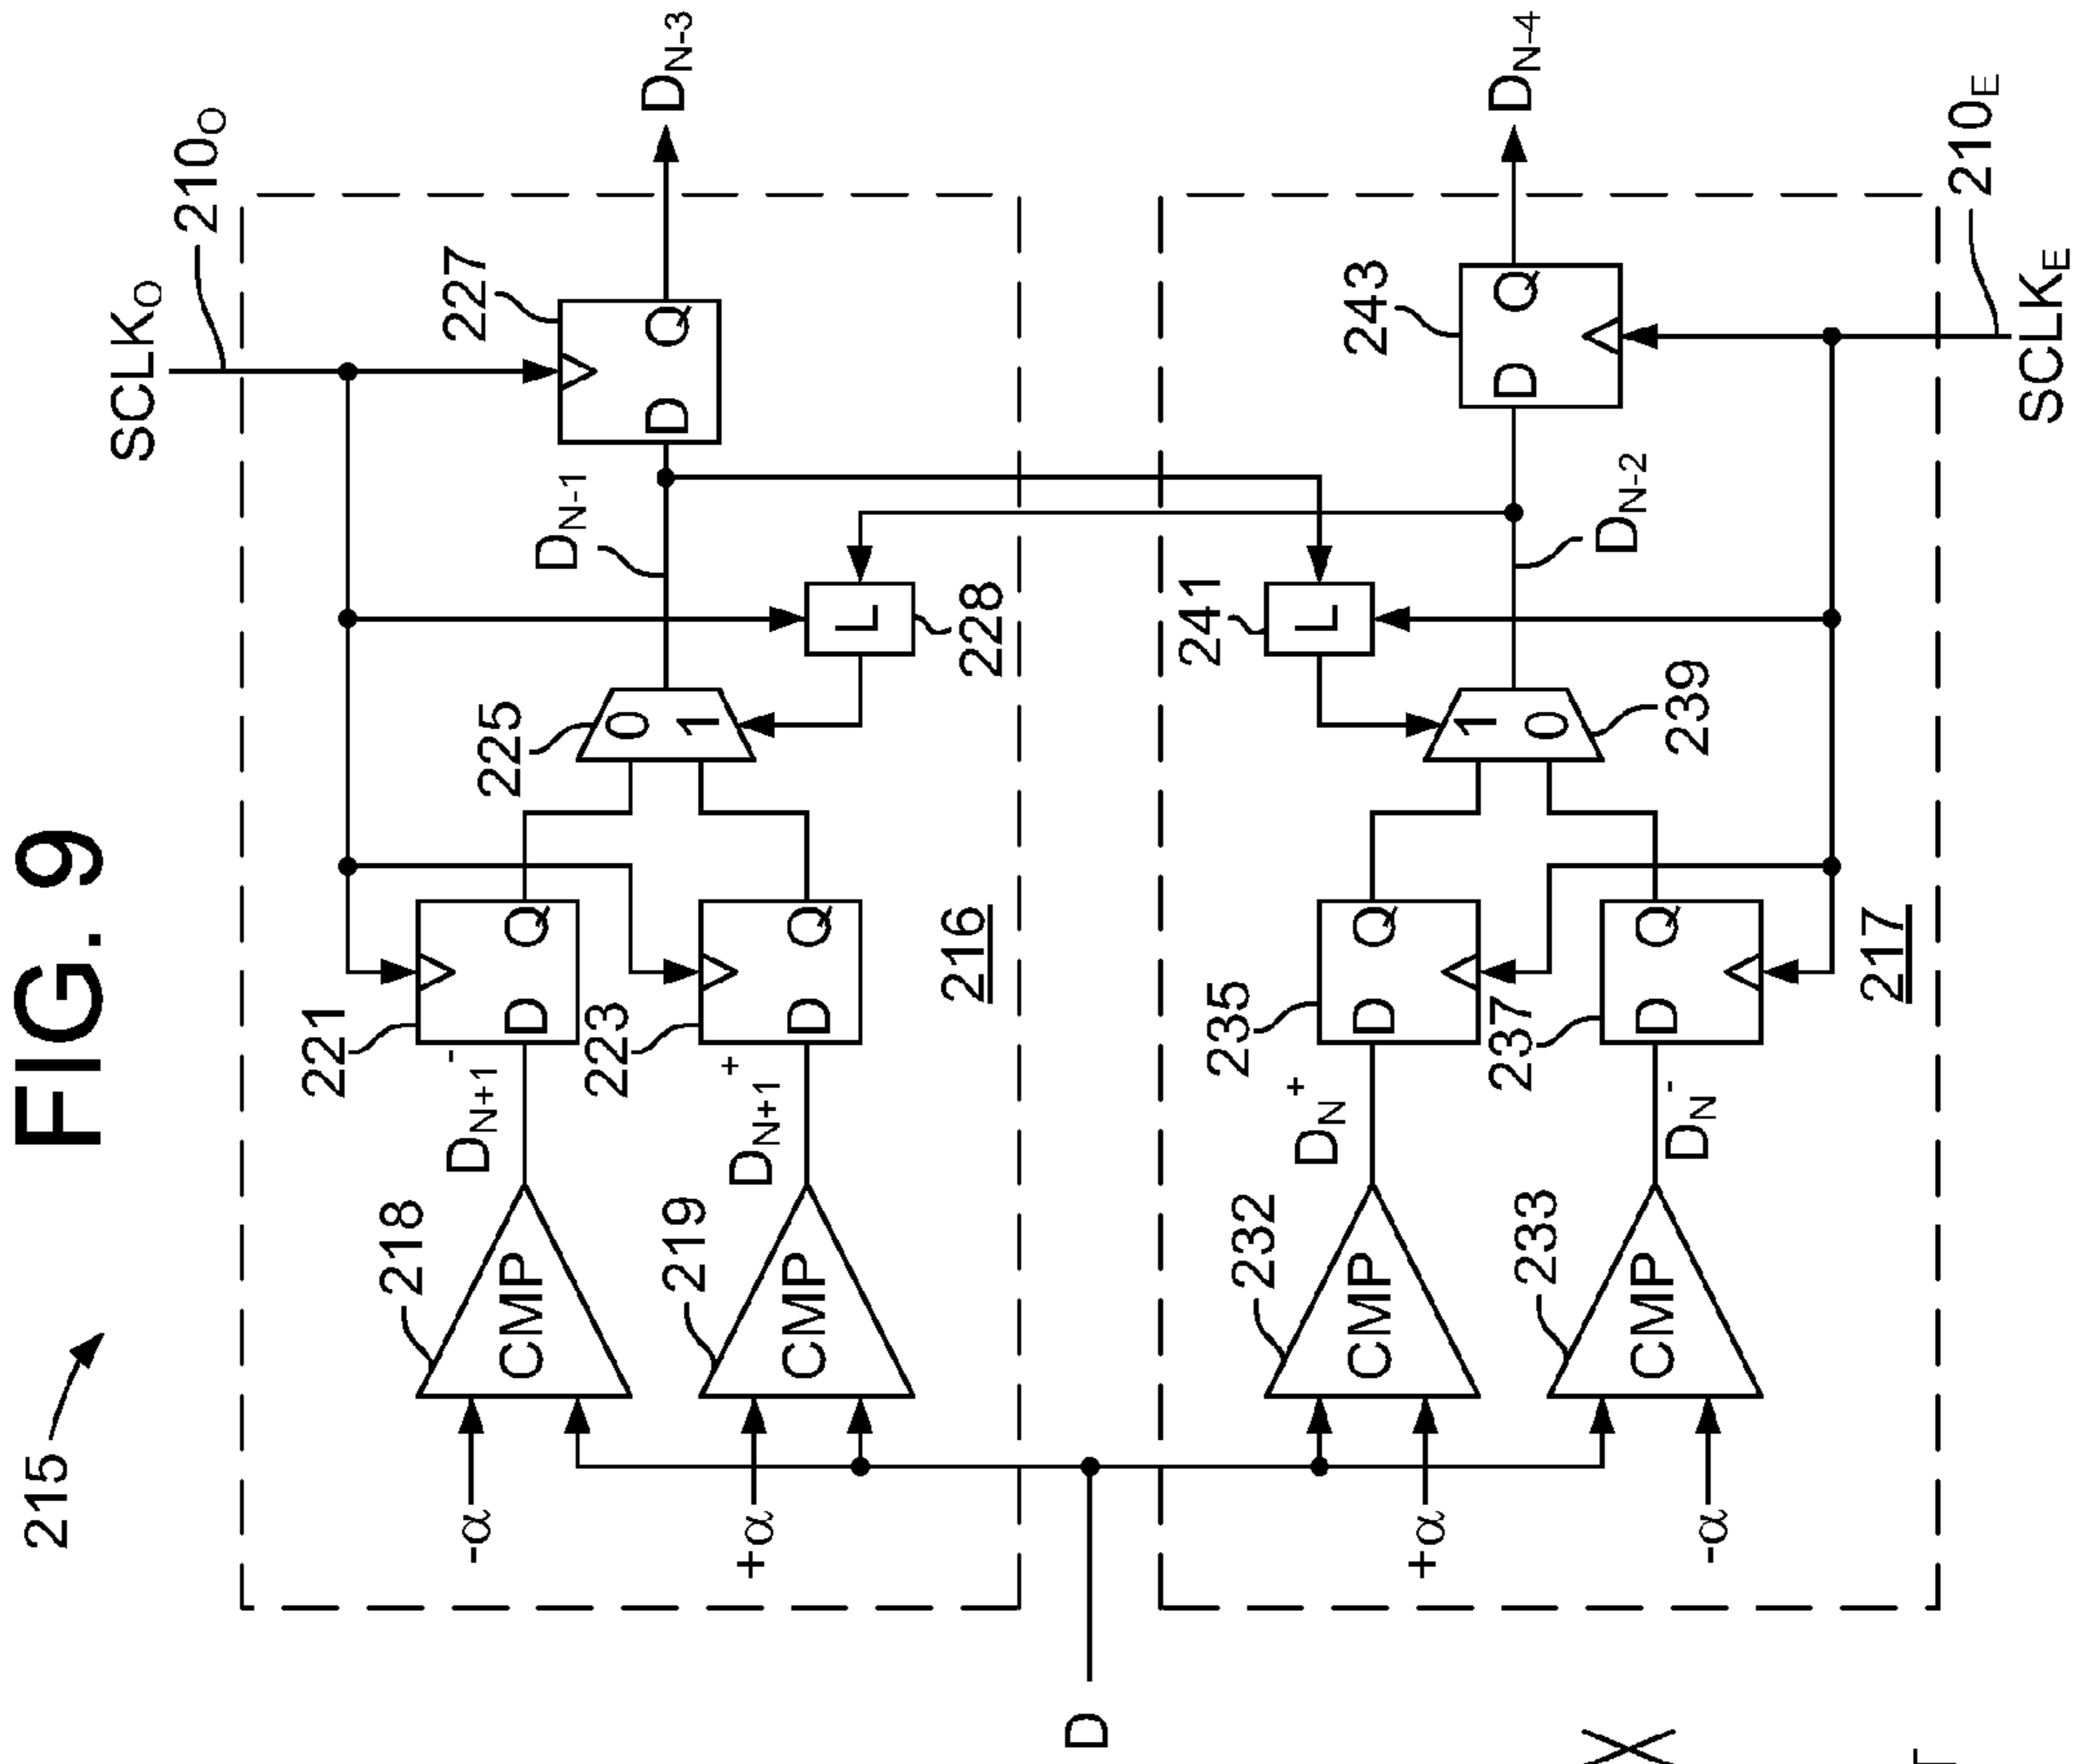 FIG. 9
215
SCLKO
210O
218
CMP
-α
DN+1-
221
D Q
225
0
1
DN-1
227
D Q
DN-3
219
CMP
+α
DN+1+
223
D Q
L
228
216
D
232
CMP
+α
DN+
235
D Q
241
L
1
0
239
DN-2
243
D Q
DN-4
233
CMP
-α
DN-
237
D Q
217
SCLKE
210E